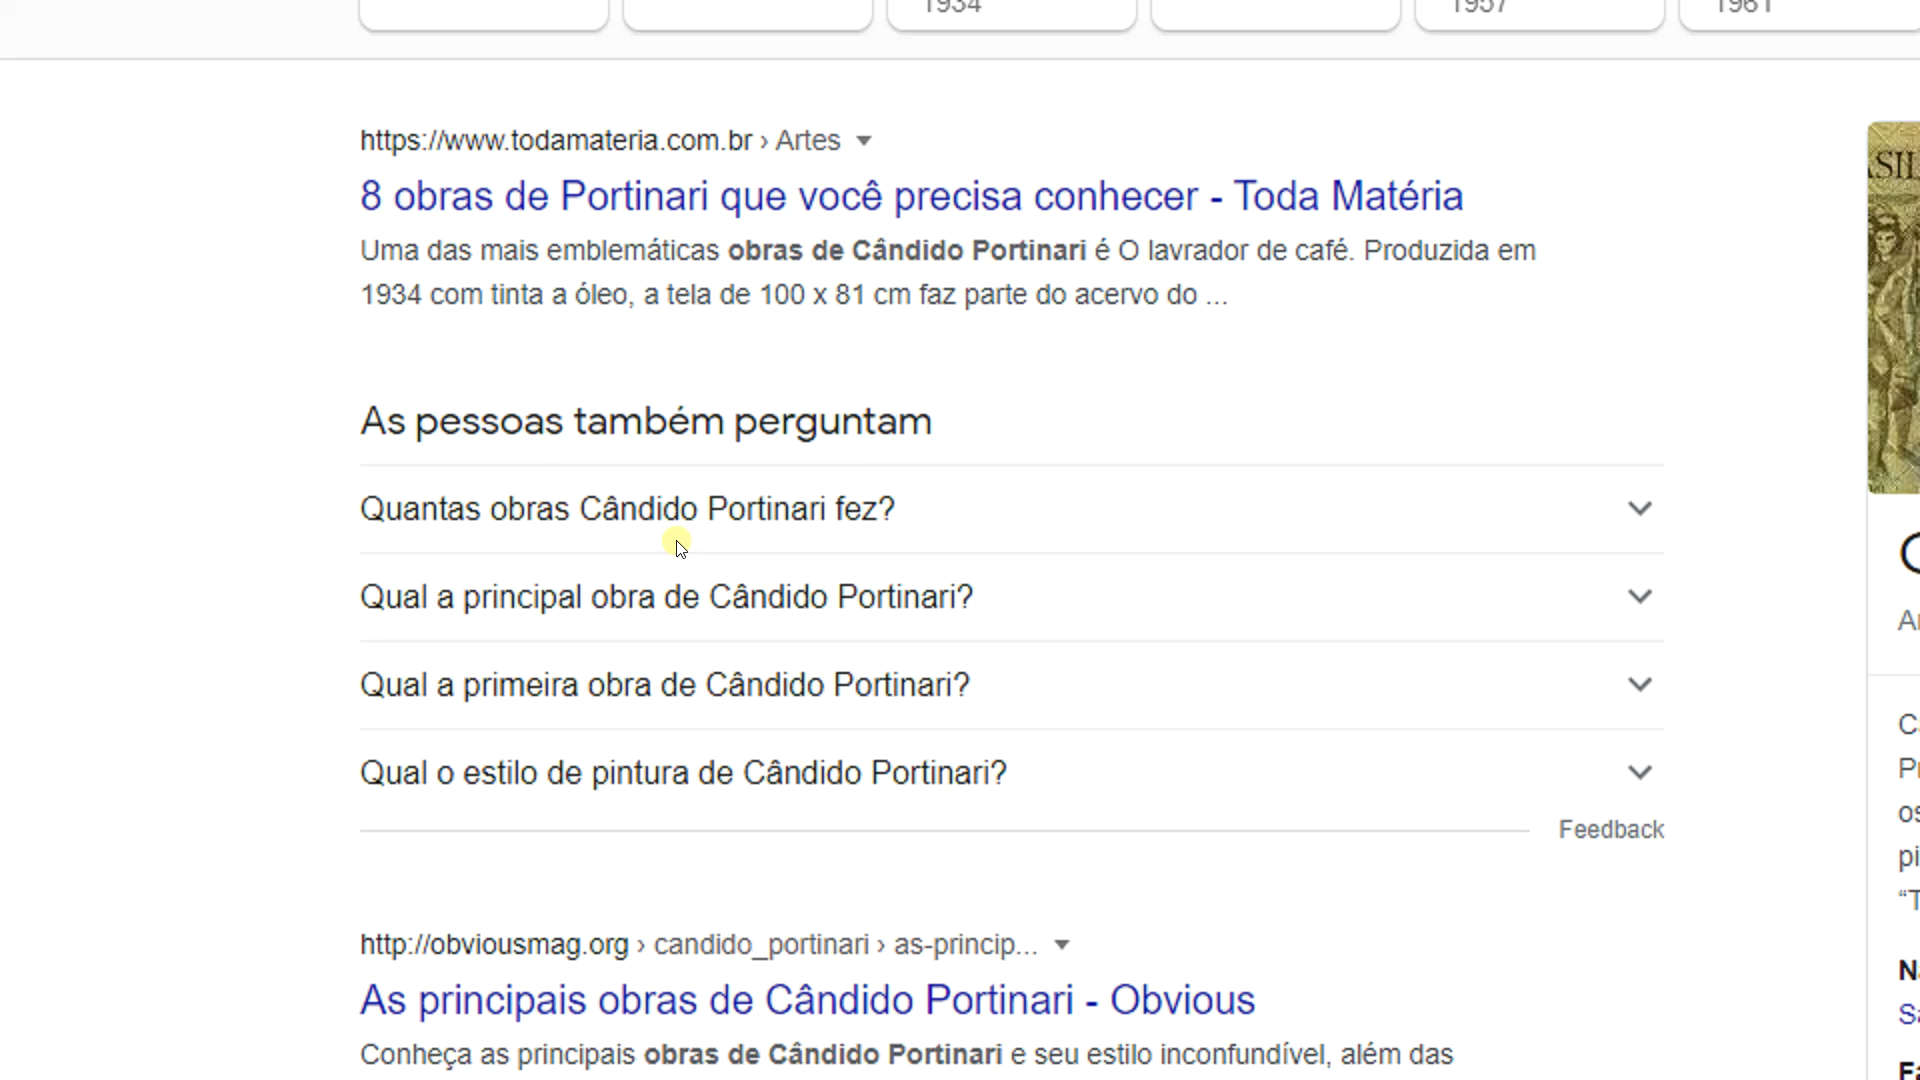 1934
1957
1961
https://www.todamateria.com.br › Artes
8 obras de Portinari que você precisa conhecer - Toda Matéria
Uma das mais emblemáticas obras de Cândido Portinari é O lavrador de café. Produzida em
1934 com tinta a óleo, a tela de 100 x 81 cm faz parte do acervo do ...
As pessoas também perguntam
Quantas obras Cândido Portinari fez?
Qual a principal obra de Cândido Portinari?
Qual a primeira obra de Cândido Portinari?
Qual o estilo de pintura de Cândido Portinari?
Feedback
http://obviousmag.org › candido_portinari › as-princip...
As principais obras de Cândido Portinari - Obvious
Conheça as principais obras de Cândido Portinari e seu estilo inconfundível, além das